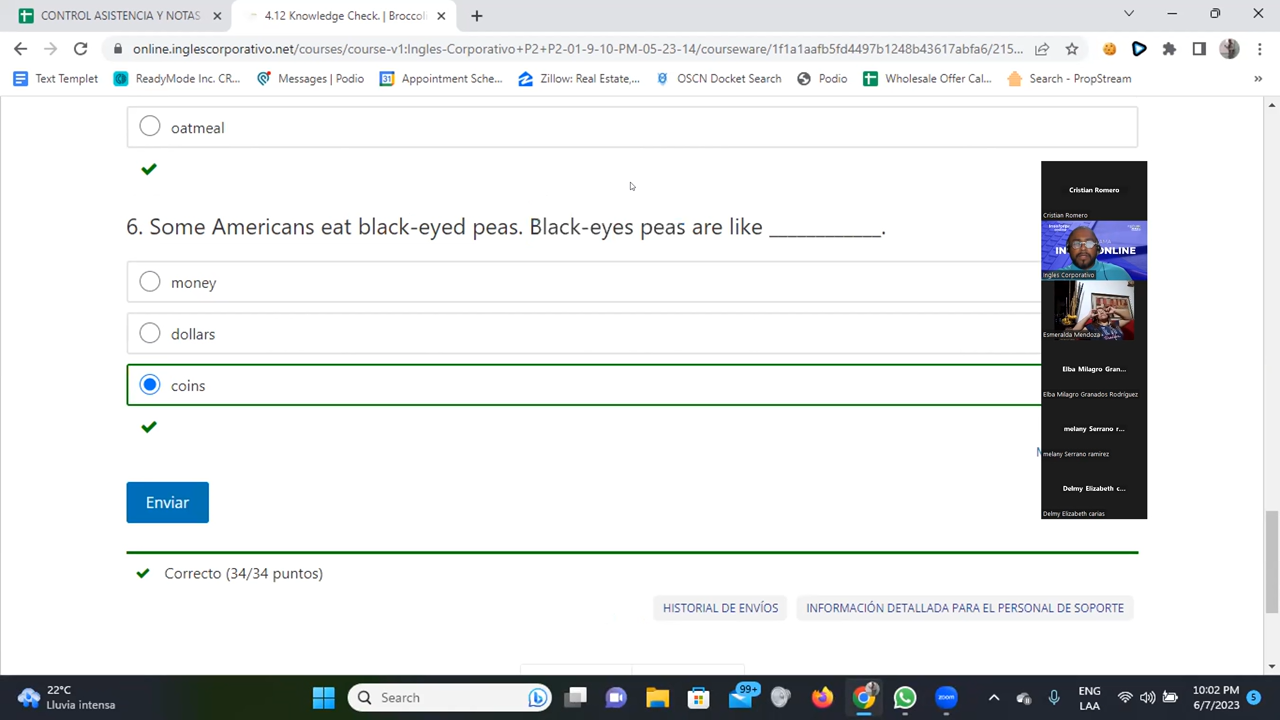 CONTROL ASISTENCIA Y NOTAS
4.12 Knowledge Check. | Broccoli
online.inglescorporativo.net/courses/course-v1:Ingles-Corporativo+P2+P2-01-9-10-PM-05-23-14/courseware/1f1a1aafb5fd4497b1248b43617abfa6/215...
Text Templet
ReadyMode Inc. CR...
Messages | Podio
Appointment Sche...
Zillow: Real Estate,...
OSCN Docket Search
Podio
Wholesale Offer Cal...
Search - PropStream
»
oatmeal
6. Some Americans eat black-eyed peas. Black-eyes peas are like ____________.
money
dollars
coins
Enviar
Correcto (34/34 puntos)
HISTORIAL DE ENVÍOS
INFORMACIÓN DETALLADA PARA EL PERSONAL DE SOPORTE
Cristian Romero
Cristian Romero
Ingles Corporativo
Esmeralda Mendoza
Elba Milagro Gran...
Elba Milagro Granados Rodríguez
melany Serrano r...
melany Serrano ramirez
Delmy Elizabeth c...
Delmy Elizabeth carias
22°C
Lluvia intensa
Search
99+
zoom
ENG
LAA
10:02 PM
6/7/2023
5